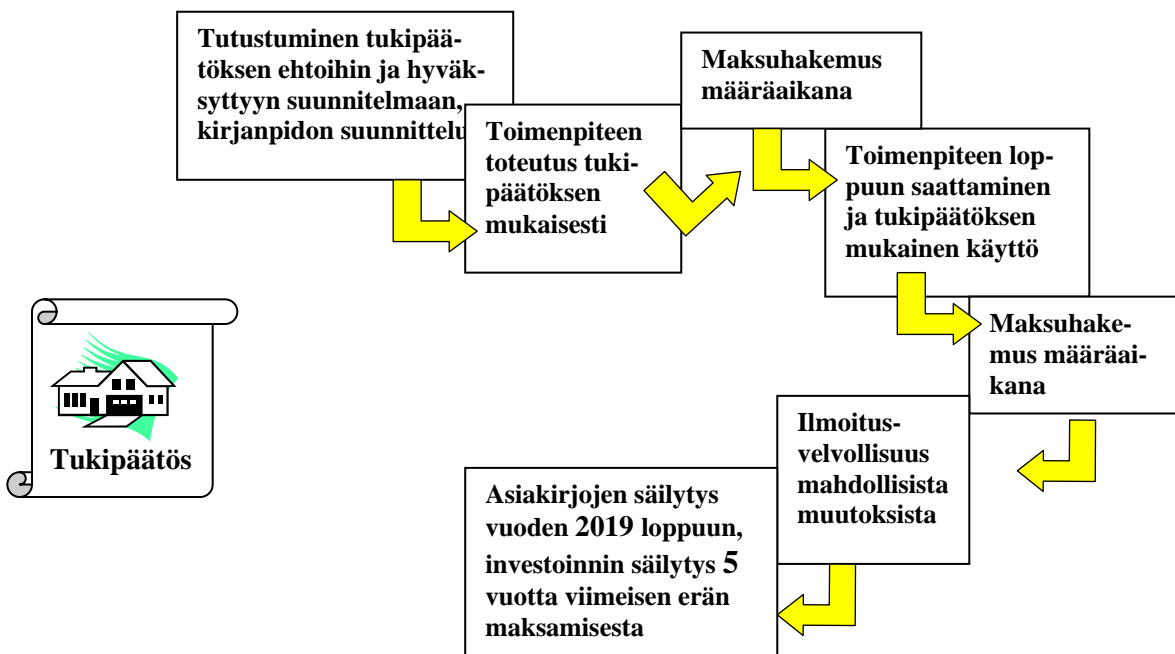 Tutustuminen tukipää-
töksen ehtoihin ja hyväk-
syttyyn suunnitelmaan,
kirjanpidon suunnittelu
Toimenpiteen
toteutus tuki-
päätöksen
mukaisesti
Maksuhakemus
määräaikana
Toimenpiteen lop-
puun saattaminen
ja tukipäätöksen
mukainen käyttö
Maksuhake-
mus määräai-
kana
Ilmoitus-
velvollisuus
mahdollisista
muutoksista
Asiakirjojen säilytys
vuoden 2019 loppuun,
investoinnin säilytys 5
vuotta viimeisen erän
maksamisesta
Tukipäätös